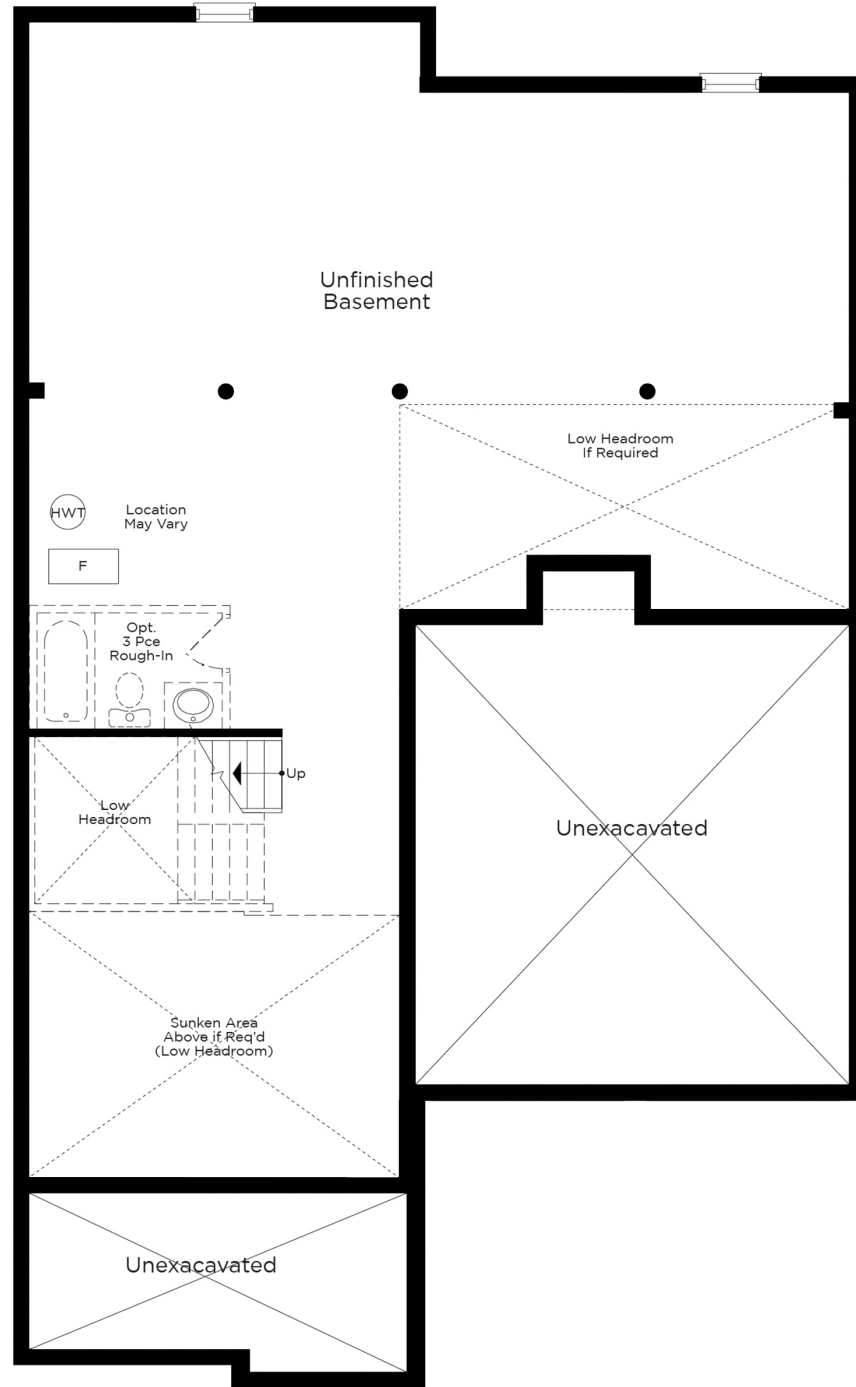 Unfinished
Basement
Low Headroom
If Required
HWT
Location
May Vary
F
Opt.
3 Pce
Rough-In
Up
Low
Headroom
Unexacavated
Sunken Area
Above if Req'd
(Low Headroom)
Unexacavated